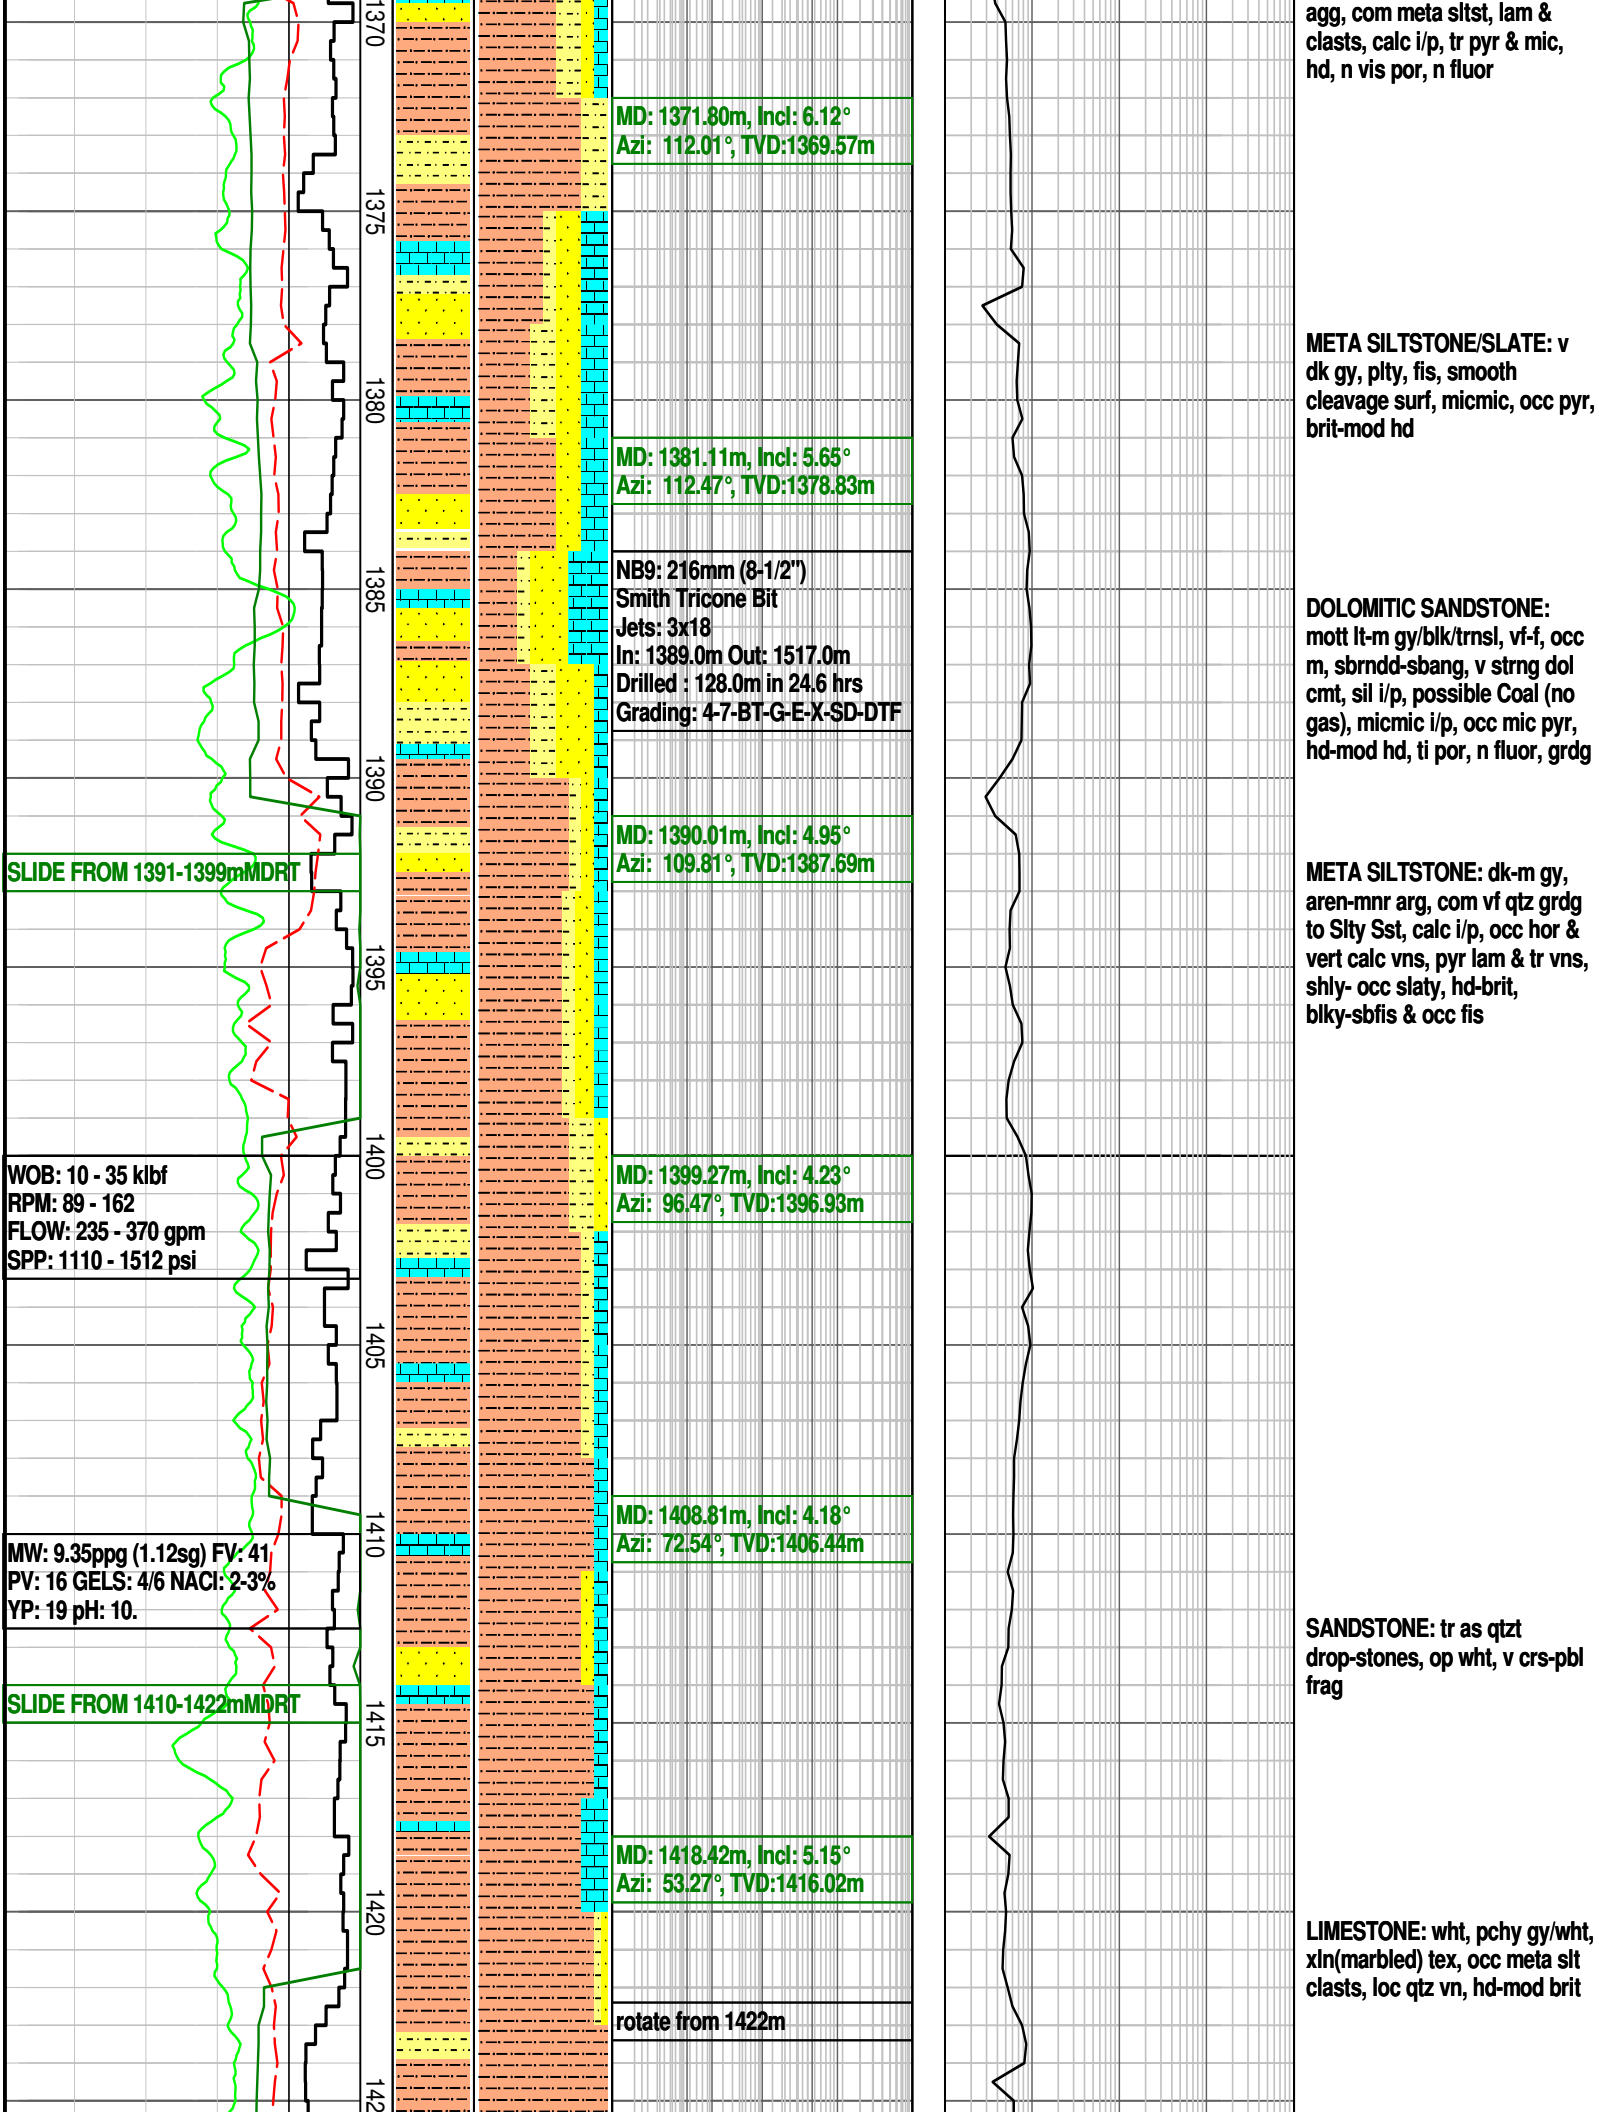 agg, com meta sltst, lam &
clasts, calc i/p, tr pyr & mic,
hd, n vis por, n fluor
1370
MD: 1371.80m, Incl: 6.12°
Azi: 112.01°, TVD:1369.57m
1375
META SILTSTONE/SLATE: v
dk gy, plty, fis, smooth
cleavage surf, micmic, occ pyr,
brit-mod hd
1380
MD: 1381.11m, Incl: 5.65°
Azi: 112.47°, TVD:1378.83m
NB9: 216mm (8-1/2")
Smith Tricone Bit
Jets: 3x18
In: 1389.0m Out: 1517.0m
Drilled : 128.0m in 24.6 hrs
Grading: 4-7-BT-G-E-X-SD-DTF
1385
DOLOMITIC SANDSTONE:
mott lt-m gy/blk/trnsl, vf-f, occ
m, sbrndd-sbang, v strng dol
cmt, sil i/p, possible Coal (no
gas), micmic i/p, occ mic pyr,
hd-mod hd, ti por, n fluor, grdg
1390
MD: 1390.01m, Incl: 4.95°
Azi: 109.81°, TVD:1387.69m
SLIDE FROM 1391-1399mMDRT
META SILTSTONE: dk-m gy,
aren-mnr arg, com vf qtz grdg
to Slty Sst, calc i/p, occ hor &
vert calc vns, pyr lam & tr vns,
shly- occ slaty, hd-brit,
blky-sbfis & occ fis
1395
1400
WOB: 10 - 35 klbf
RPM: 89 - 162
FLOW: 235 - 370 gpm
SPP: 1110 - 1512 psi
MD: 1399.27m, Incl: 4.23°
Azi: 96.47°, TVD:1396.93m
1405
MD: 1408.81m, Incl: 4.18°
Azi: 72.54°, TVD:1406.44m
1410
MW: 9.35ppg (1.12sg) FV: 41
PV: 16 GELS: 4/6 NACl: 2-3%
YP: 19 pH: 10.
SANDSTONE: tr as qtzt
drop-stones, op wht, v crs-pbl
frag
SLIDE FROM 1410-1422mMDRT
1415
MD: 1418.42m, Incl: 5.15°
Azi: 53.27°, TVD:1416.02m
1420
LIMESTONE: wht, pchy gy/wht,
xln(marbled) tex, occ meta slt
clasts, loc qtz vn, hd-mod brit
rotate from 1422m
142